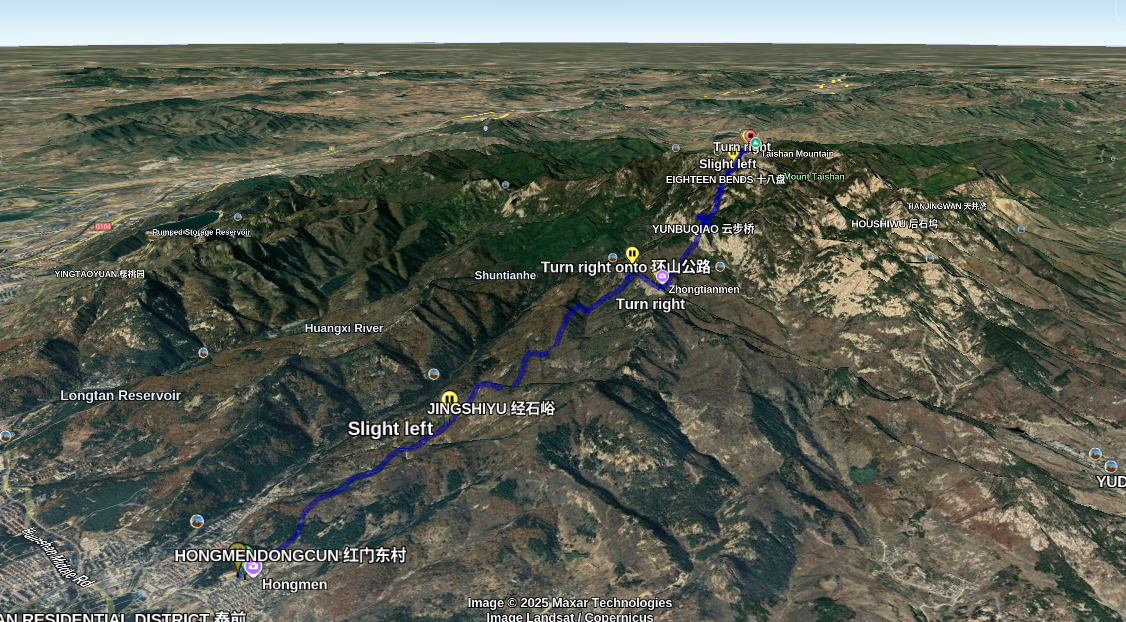 Turn right
Taishan Mountain
Slight left
EIGHTEEN BENDS 十八盘
Mount Taishan
TIANJINGWAN 天井湾
HOUSHIWU 后石坞
G104
Pumped Storage Reservoir
YUNBUQIAO 云步桥
YINGTAOYUAN 樱桃园
Shuntianhe
Turn right onto 环山公路
Zhongtianmen
Turn right
Huangxi River
Longtan Reservoir
JINGSHIYU 经石峪
Slight left
YUD
Middle Rd
HONGMENDONGCUN 红门东村
Hongmen
Image © 2025 Maxar Technologies
AN RESIDENTIAL DISTRICT 泰前
Image Landsat / Copernicus